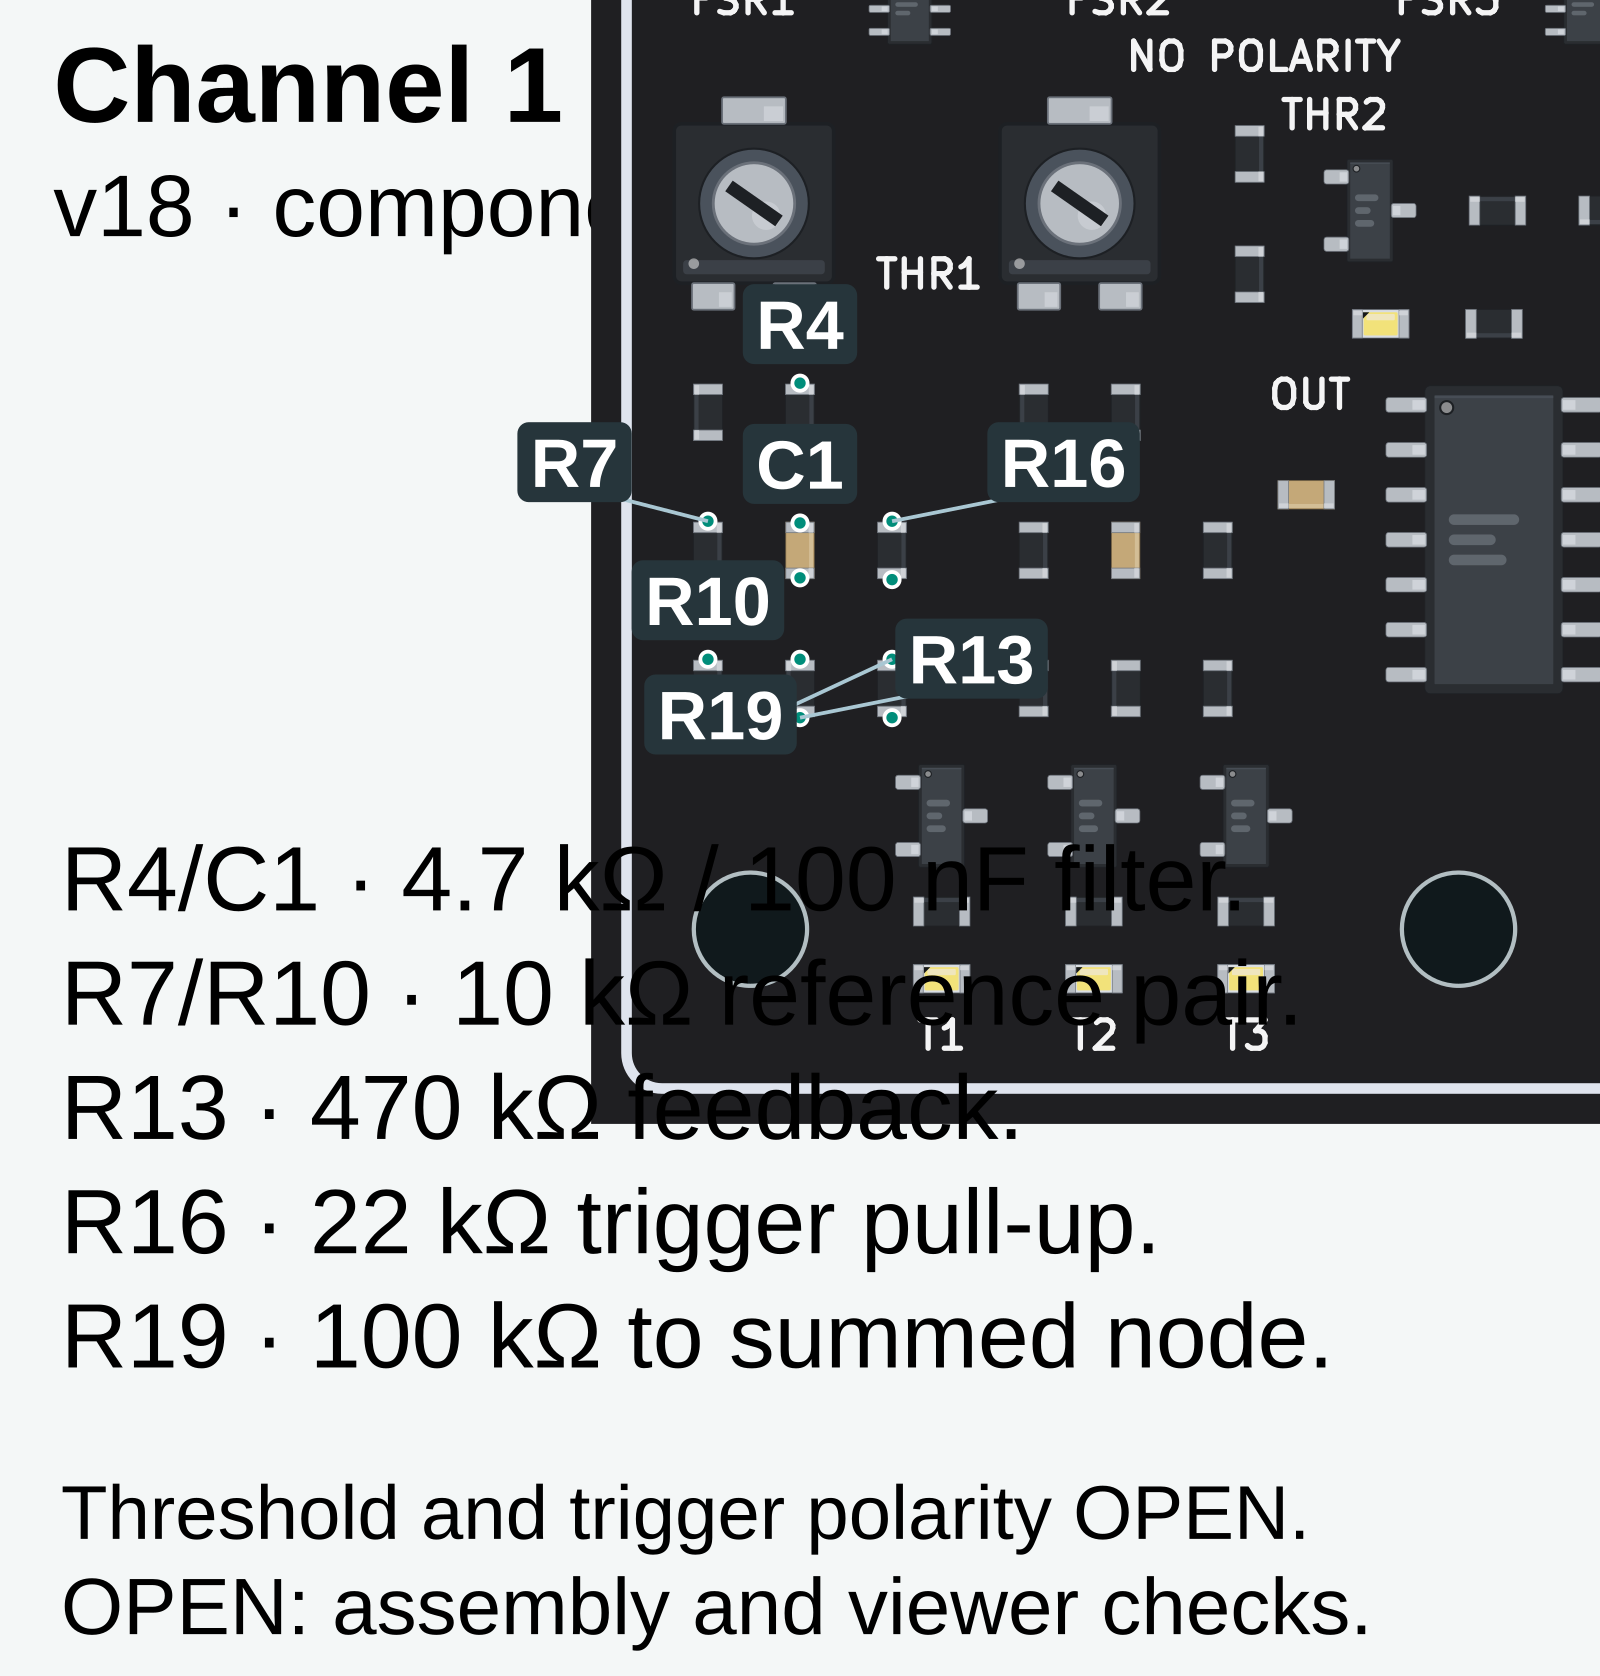 FSR1 FSR2 FSR3
Channel 1
NO POLARITY
THR2
v18 · compon
THR1
R4
OUT
R7 C1 R16
R10
R13
R19
R4/C1 · 4.7 kΩ / 100 nF filter.
R7/R10 · 10 kΩ reference pair.
T1 T2 T3
R13 · 470 kΩ feedback.
R16 · 22 kΩ trigger pull-up.
R19 · 100 kΩ to summed node.
Threshold and trigger polarity OPEN.
OPEN: assembly and viewer checks.